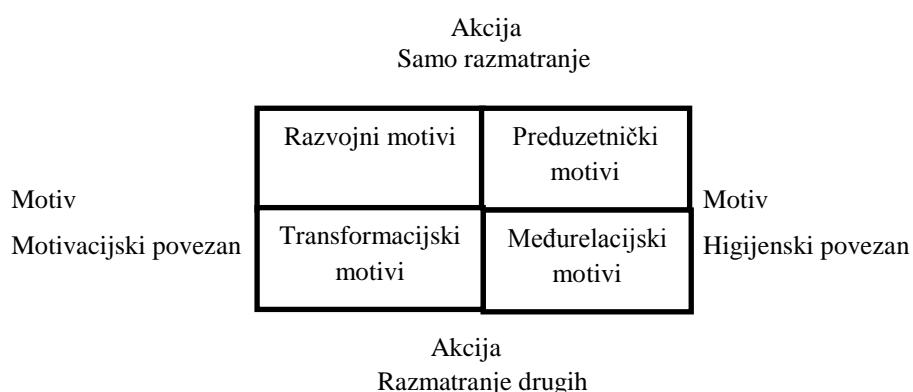 Akcija
Samo razmatranje
Razvojni motivi
Preduzetnički
motivi
Motiv
Motivacijski povezan
Motiv
Higijenski povezan
Transformacijski
motivi
Međurelacijski
motivi
Akcija
Razmatranje drugih